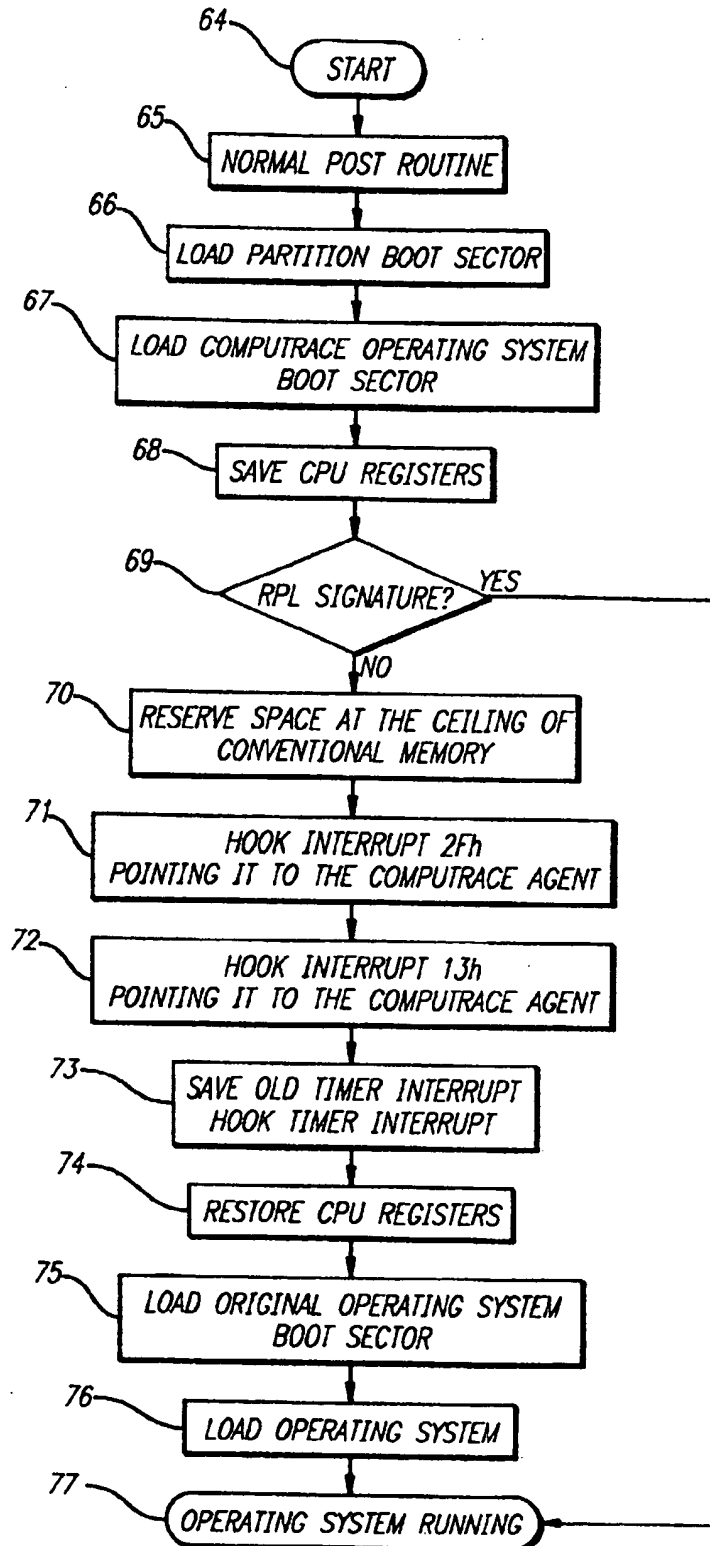 64
START
65
NORMAL POST ROUTINE
66
LOAD PARTITION BOOT SECTOR
67
LOAD COMPUTRACE OPERATING SYSTEM
BOOT SECTOR
68
SAVE CPU REGISTERS
69
RPL SIGNATURE?
YES
NO
70
RESERVE SPACE AT THE CEILING OF
CONVENTIONAL MEMORY
71
HOOK INTERRUPT 2Fh
POINTING IT TO THE COMPUTRACE AGENT
72
HOOK INTERRUPT 13h
POINTING IT TO THE COMPUTRACE AGENT
73
SAVE OLD TIMER INTERRUPT
HOOK TIMER INTERRUPT
74
RESTORE CPU REGISTERS
75
LOAD ORIGINAL OPERATING SYSTEM
BOOT SECTOR
76
LOAD OPERATING SYSTEM
77
OPERATING SYSTEM RUNNING